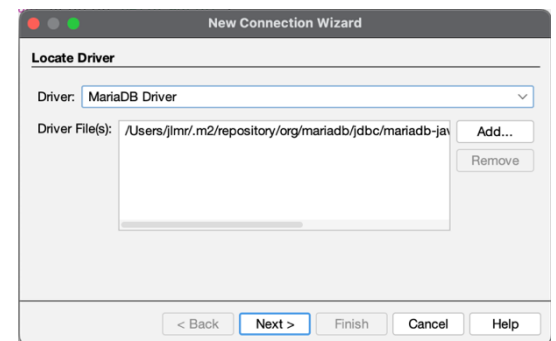 New Connection Wizard
Locate Driver
Driver: MariaDB Driver
Driver File(s): /Users/jlmr/.m2/repository/org/mariadb/jdbc/mariadb-jav Add...
Remove
< Back Next > Finish Cancel Help